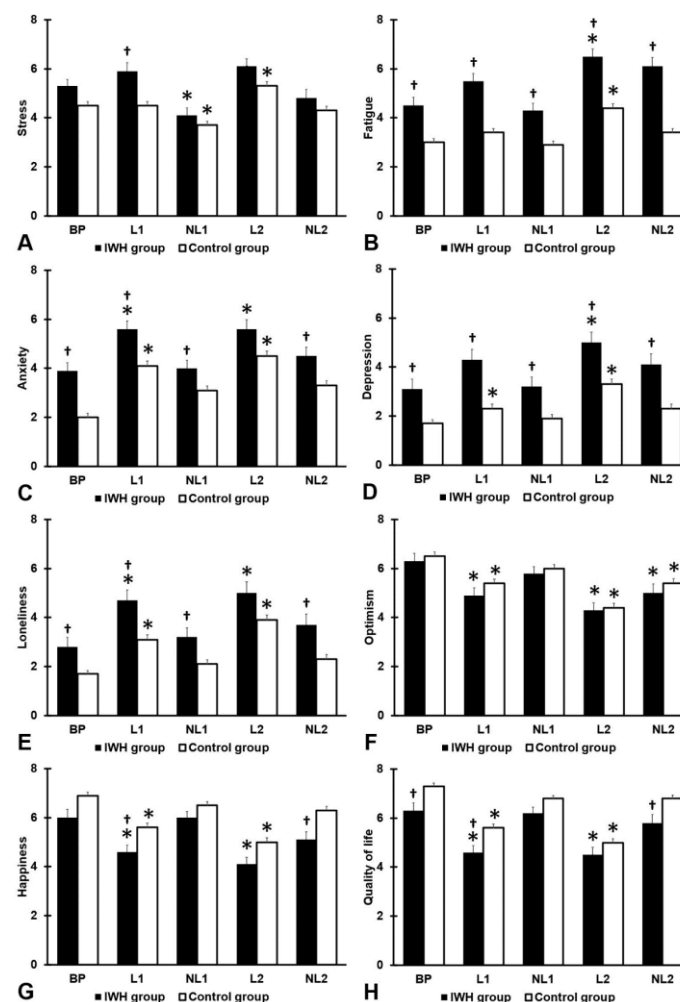 Stress
8
6
4
2
0
†
* *
*
BP L1 NL1 L2 NL2
A
■IWH group □Control group
Fatigue
8
6
4
2
0
†
†
†
†
* *
†
BP L1 NL1 L2 NL2
B
■IWH group □Control group
Anxiety
8
6
4
2
0
†
†
* *
†
* *
†
BP L1 NL1 L2 NL2
C
■IWH group □Control group
Depression
8
6
4
2
0
†
† *
†
†
* *
†
BP L1 NL1 L2 NL2
D
■IWH group □Control group
Loneliness
8
6
4
2
0
†
†
* *
†
* *
†
BP L1 NL1 L2 NL2
E
■IWH group □Control group
Optimism
8
6
4
2
0
* *
* *
* *
BP L1 NL1 L2 NL2
F
■IWH group □Control group
Happiness
8
6
4
2
0
†
* *
* *
†
BP L1 NL1 L2 NL2
G
■IWH group □Control group
Quality of life
8
6
4
2
0
†
†
* *
* *
†
BP L1 NL1 L2 NL2
H
■IWH group □Control group